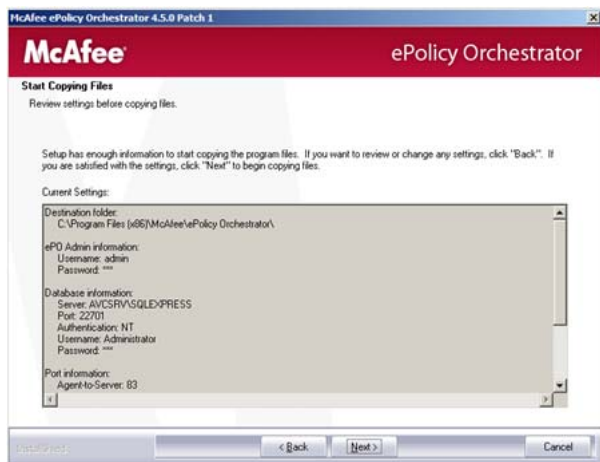 McAfee ePolicy Orchestrator 4.5.0 Patch 1
McAfee
ePolicy Orchestrator
Start Copying Files
Review settings before copying files.
Setup has enough information to start copying the program files. If you want to review or change any settings, click "Back". If
you are satisfied with the settings, click "Next" to begin copying files.
Current Settings:
Destination folder:
C:\Program Files (x86)\McAfee\ePolicy Orchestrator\
ePO Admin information:
Username: admin
Password: ***
Database information:
Server: AVCSRV\SQLEXPRESS
Port: 22701
Authentication: NT
Username: Administrator
Password: ***
Port information:
Agent-to-Server: 83
InstallShield
< Back
Next >
Cancel